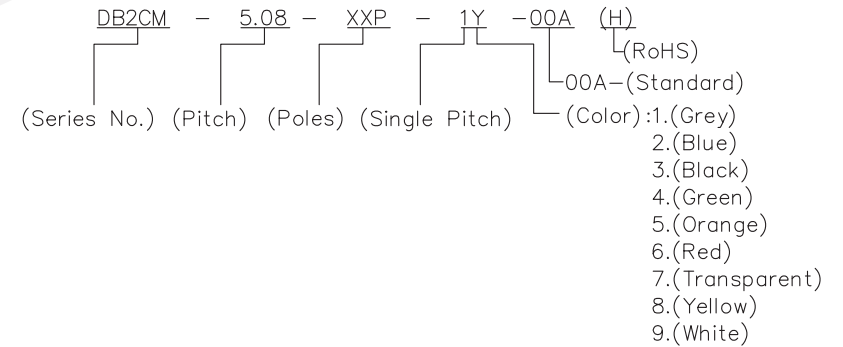 DB2CM - 5.08 - XXP - 1Y -00A (H)
(RoHS)
00A-(Standard)
(Series No.) (Pitch) (Poles) (Single Pitch) (Color):1.(Grey)
2.(Blue)
3.(Black)
4.(Green)
5.(Orange)
6.(Red)
7.(Transparent)
8.(Yellow)
9.(White)